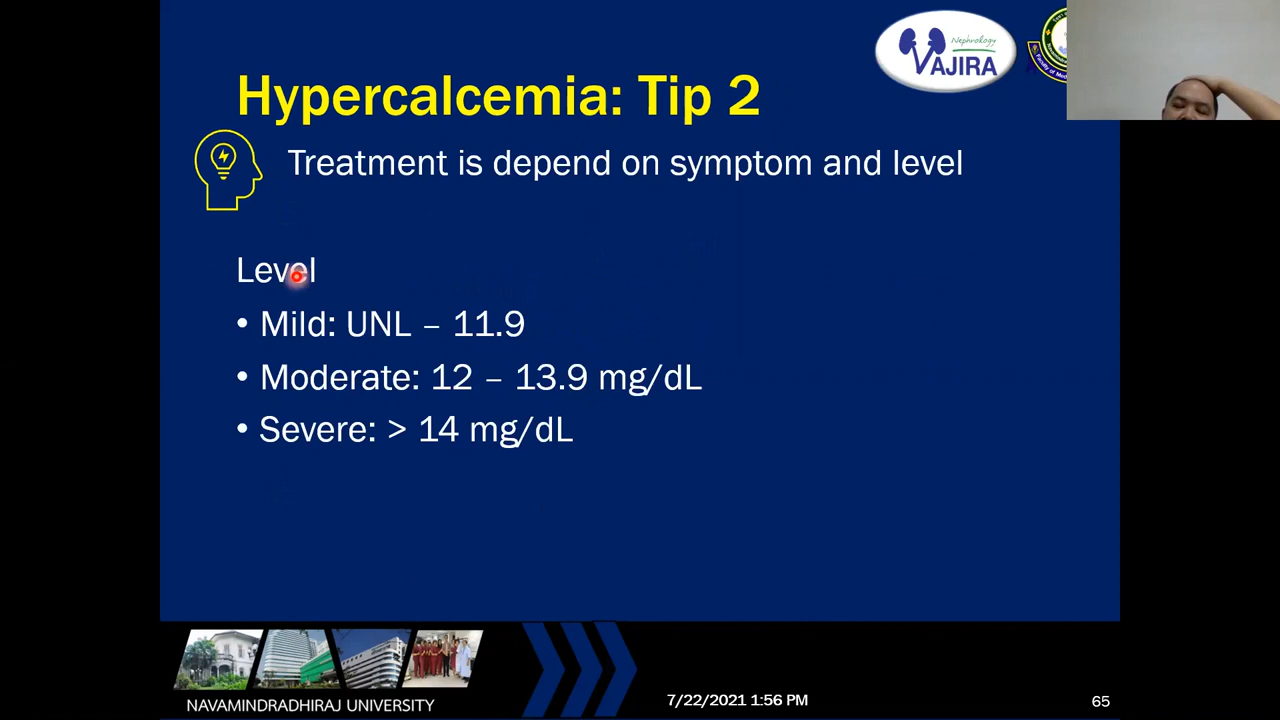 Nephrology
VAJIRA
Hypercalcemia: Tip 2
Treatment is depend on symptom and level
Level
• Mild: UNL – 11.9
• Moderate: 12 – 13.9 mg/dL
• Severe: > 14 mg/dL
NAVAMINDRADHIRAJ UNIVERSITY
7/22/2021 1:56 PM
65